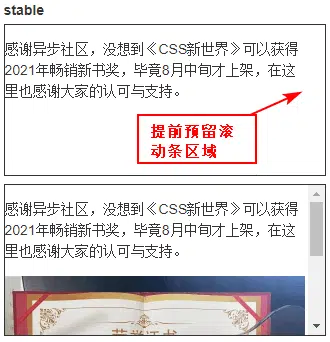 stable
感谢异步社区，没想到《CSS新世界》可以获得
2021年畅销新书奖，毕竟8月中旬才上架，在这
里也感谢大家的认可与支持。
提前预留滚
动条区域
感谢异步社区，没想到《CSS新世界》可以获得
2021年畅销新书奖，毕竟8月中旬才上架，在这
里也感谢大家的认可与支持。